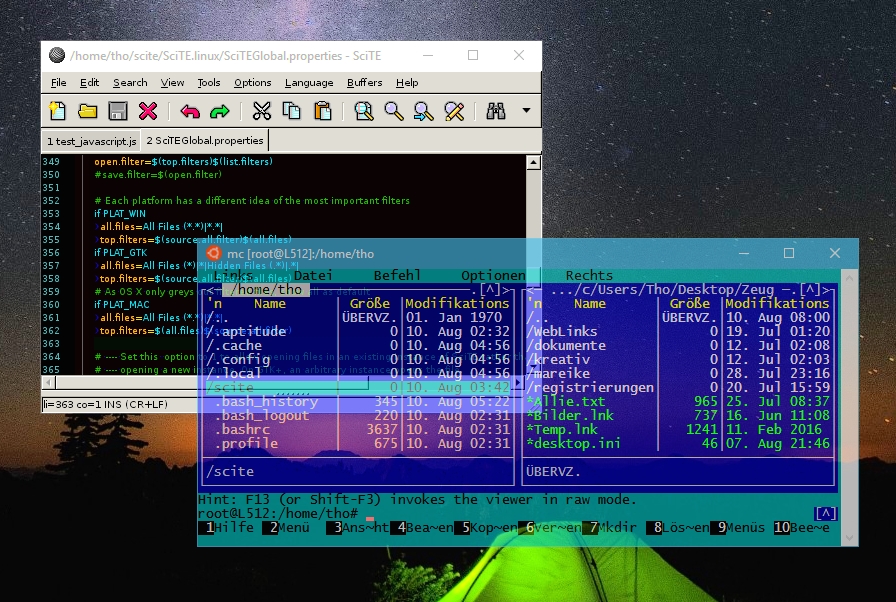 /home/tho/scite/SciTE.linux/SciTEGlobal.properties - SciTE
File Edit Search View Tools Options Language Buffers Help
1 test_javascript.js 2 SciTEGlobal.properties
349 open.filter=$(top.filters)$(list.filters)
350 #save.filter=$(open.filter)
351
352 # Each platform has a different idea of the most important filters
353 if PLAT_WIN
354 all.files=All Files (*.*)|*.*|
355 top.filters=$(source.all.filter)$(all.files)
356 if PLAT_GTK
357 all.files=All Files (*)|*|Hidden Files (.*)|.*|
358 top.filters=$(source.all.filter)$(all.files)
359 # As OS X only greys
360 if PLAT_MAC
361 all.files=All Files (*.*)|*.*|
362 top.filters=$(all.files)
363
364 # ---- Set this option to
365 # ---- opening a new
li=363 co=1 INS (CR+LF)
mc [root@L512]:/home/tho
Links Datei Befehl Optionen Rechts
<─ /home/tho ─.[^]>
'n Name Größe Modifikations
/.. ÜBERVZ. 01. Jan 1970
/.aptitude 0 10. Aug 02:32
/.cache 0 10. Aug 04:56
/.config 0 10. Aug 04:56
/.local 0 10. Aug 04:56
/scite 0 10. Aug 03:42
.bash_history 345 10. Aug 05:22
.bash_logout 220 10. Aug 02:31
.bashrc 3637 10. Aug 02:31
.profile 675 10. Aug 02:31
/scite
<─ .../c/Users/Tho/Desktop/Zeug ─.[^]>
'n Name Größe Modifikations
/.. ÜBERVZ. 10. Aug 08:00
/WebLinks 0 19. Jul 01:20
/dokumente 0 12. Jul 02:08
/kreativ 0 12. Jul 02:03
/mareike 0 28. Jul 23:16
/registrierungen 0 20. Jul 15:59
*Allie.txt 965 25. Jul 08:37
*Bilder.lnk 737 16. Jun 11:08
*Temp.lnk 1241 11. Feb 2016
*desktop.ini 46 07. Aug 21:46
ÜBERVZ.
Hint: F13 (or Shift-F3) invokes the viewer in raw mode.
root@L512:/home/tho# [^]
1Hilfe 2Menü 3Ans~ht 4Bea~en 5Kop~en 6Ver~en 7Mkdir 8Lös~en 9Menüs 10Bee~e